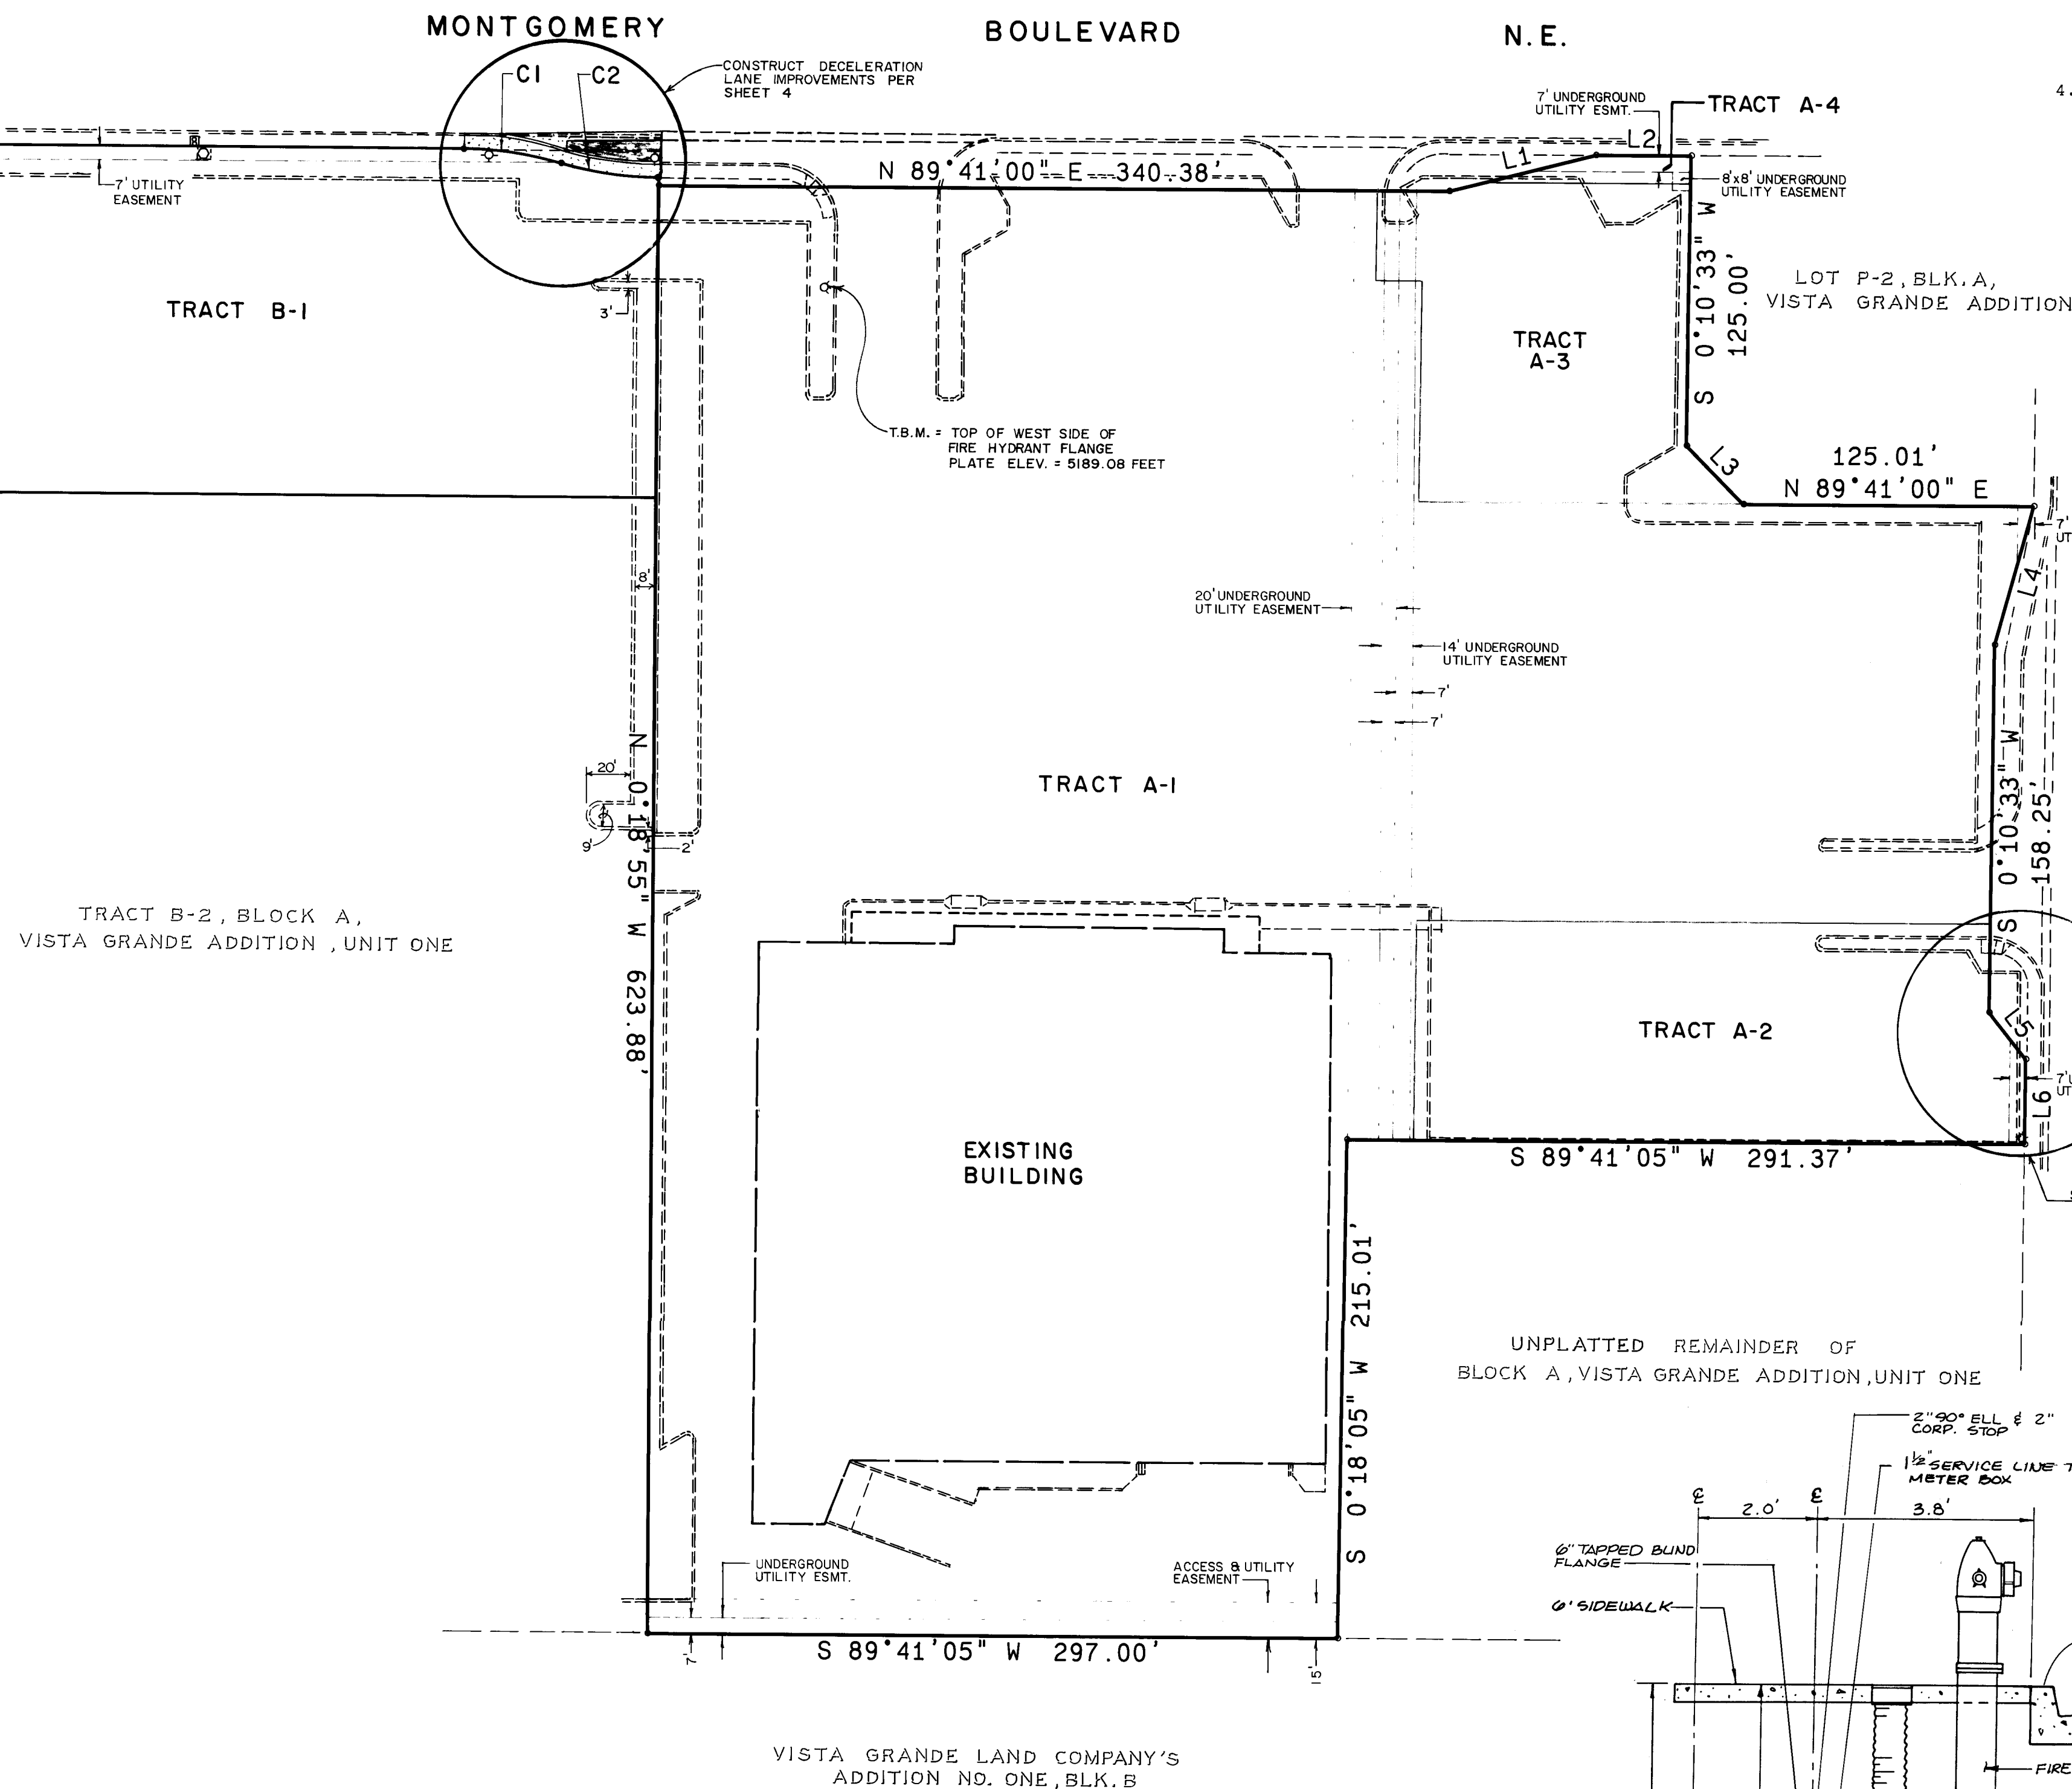 MONTGOMERY BOULEVARD N.E.
4.
C1
C2
CONSTRUCT DECELERATION
LANE IMPROVEMENTS PER
SHEET 4
7' UNDERGROUND
UTILITY ESMT.
TRACT A-4
L2
L1
N 89°41'00" E 340.38'
8'x8' UNDERGROUND
UTILITY EASEMENT
7' UTILITY
EASEMENT
TRACT B-1
3'
S 0°10'33" W
125.00'
LOT P-2, BLK. A,
VISTA GRANDE ADDITION
TRACT
A-3
T.B.M. = TOP OF WEST SIDE OF
FIRE HYDRANT FLANGE
PLATE ELEV. = 5189.08 FEET
L3
125.01'
N 89°41'00" E
7'
UT
L4
8'
20' UNDERGROUND
UTILITY EASEMENT
14' UNDERGROUND
UTILITY EASEMENT
7'
7'
N 0°18'55" W 623.88'
20'
9'
2'
TRACT A-1
S 0°10'33" W
158.25'
TRACT B-2, BLOCK A,
VISTA GRANDE ADDITION, UNIT ONE
TRACT A-2
L5
7'U
UT
L6
EXISTING
BUILDING
S 89°41'05" W 291.37'
S 0°18'05" W 215.01'
UNPLATTED REMAINDER OF
BLOCK A, VISTA GRANDE ADDITION, UNIT ONE
2" 90° ELL & 2"
CORP. STOP
1 1/2" SERVICE LINE T
METER BOX
2.0'
3.8'
6" TAPPED BLIND
FLANGE
6' SIDEWALK
UNDERGROUND
UTILITY ESMT.
ACCESS & UTILITY
EASEMENT
7'
S 89°41'05" W 297.00'
15'
VISTA GRANDE LAND COMPANY'S
ADDITION NO. ONE, BLK. B
FIRE